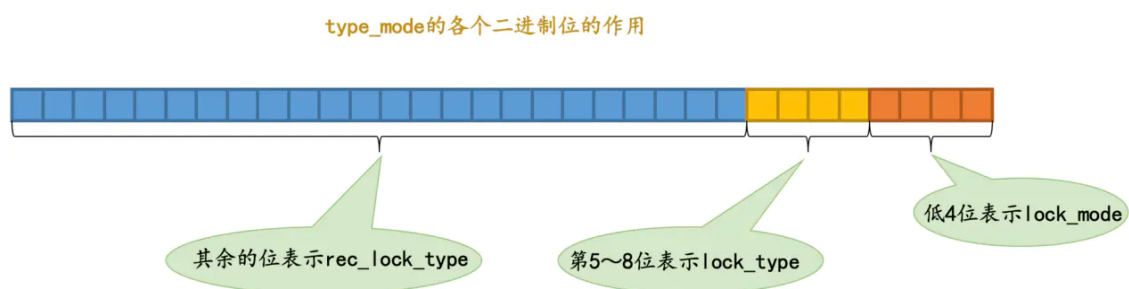 type_mode的各个二进制位的作用
低4位表示lock_mode
其余的位表示rec_lock_type
第5～8位表示lock_type